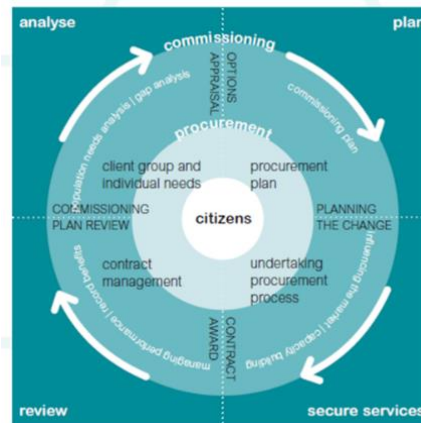 analyse
plan
commissioning
OPTIONS
APPRAISAL
population needs analysis | gap analysis
commissioning plan
procurement
client group and
individual needs
procurement
plan
COMMISSIONING
PLAN REVIEW
citizens
PLANNING
THE CHANGE
contract
management
undertaking
procurement
process
managing performance | record benefits
influencing the market | capacity building
CONTRACT
AWARD
review
secure services